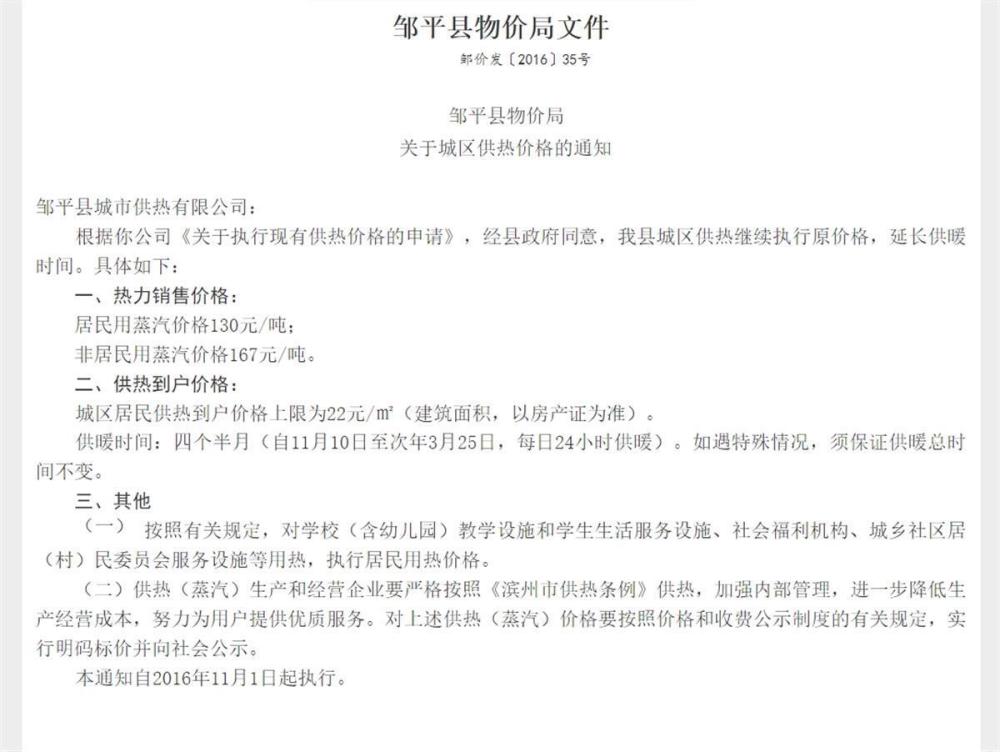 邹平县物价局文件
邹价发〔2016〕35号
邹平县物价局
关于城区供热价格的通知
邹平县城市供热有限公司：
根据你公司《关于执行现有供热价格的申请》，经县政府同意，我县城区供热继续执行原价格，延长供暖
时间。具体如下：
一、热力销售价格：
居民用蒸汽价格130元/吨；
非居民用蒸汽价格167元/吨。
二、供热到户价格：
城区居民供热到户价格上限为22元/㎡（建筑面积，以房产证为准）。
供暖时间：四个半月（自11月10日至次年3月25日，每日24小时供暖）。如遇特殊情况，须保证供暖总时
间不变。
三、其他
（一） 按照有关规定，对学校（含幼儿园）教学设施和学生生活服务设施、社会福利机构、城乡社区居
（村）民委员会服务设施等用热，执行居民用热价格。
（二）供热（蒸汽）生产和经营企业要严格按照《滨州市供热条例》供热，加强内部管理，进一步降低生
产经营成本，努力为用户提供优质服务。对上述供热（蒸汽）价格要按照价格和收费公示制度的有关规定，实
行明码标价并向社会公示。
本通知自2016年11月1日起执行。